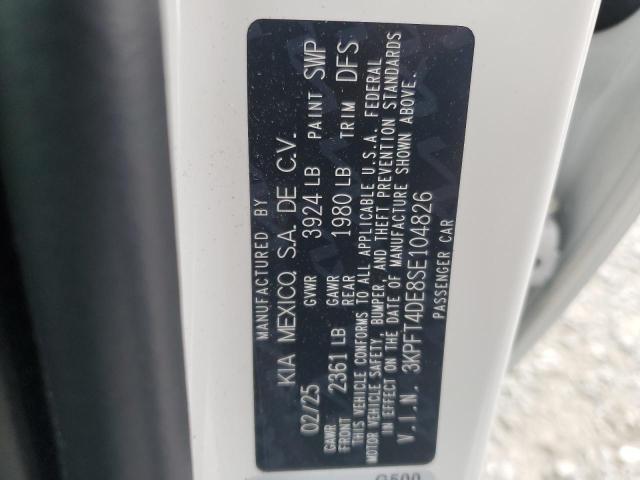 MANUFACTURED BY
KIA MEXICO, S.A. DE C.V.
02/25 GVWR 3924 LB PAINT SWP
GAWR FRONT 2361 LB GAWR REAR 1980 LB TRIM DFS
THIS VEHICLE CONFORMS TO ALL APPLICABLE U.S.A. FEDERAL
MOTOR VEHICLE SAFETY, BUMPER, AND THEFT PREVENTION STANDARDS
IN EFFECT ON THE DATE OF MANUFACTURE SHOWN ABOVE.
V.I.N. 3KPFT4DE8SE104826
PASSENGER CAR
G500